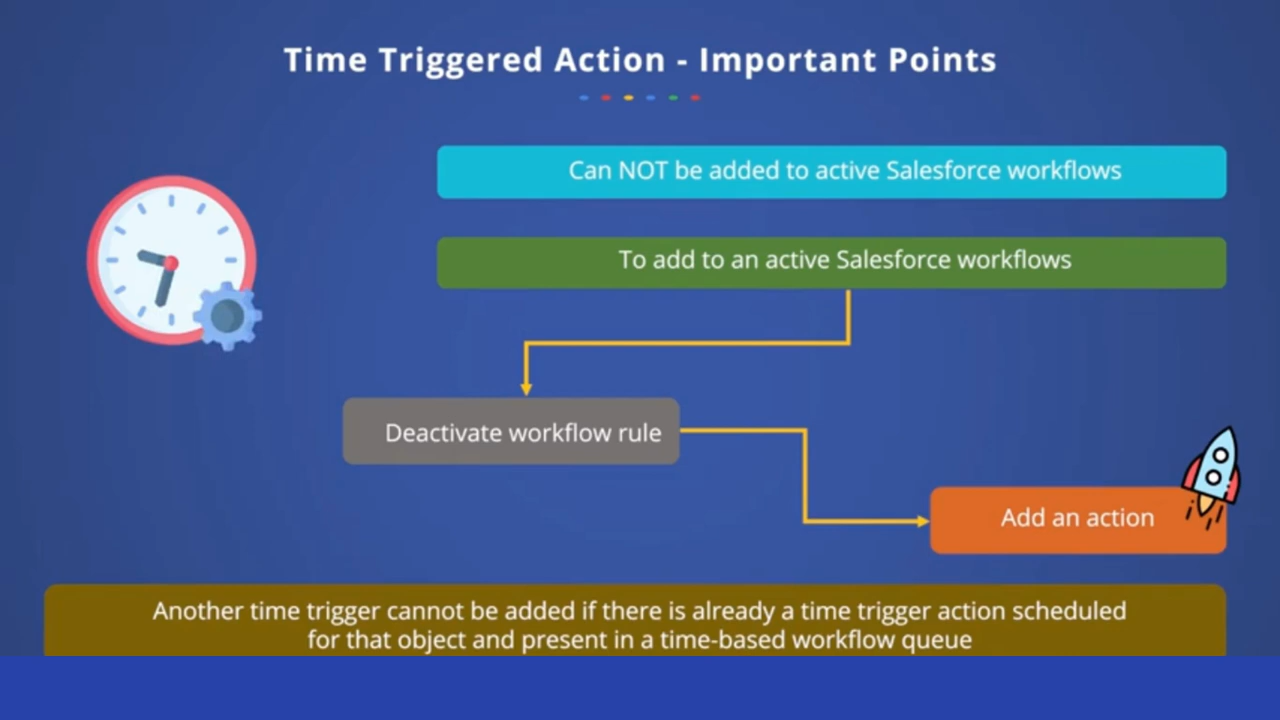 Time Triggered Action - Important Points
Can NOT be added to active Salesforce workflows
To add to an active Salesforce workflows
Deactivate workflow rule
Add an action
Another time trigger cannot be added if there is already a time trigger action scheduled
for that object and present in a time-based workflow queue